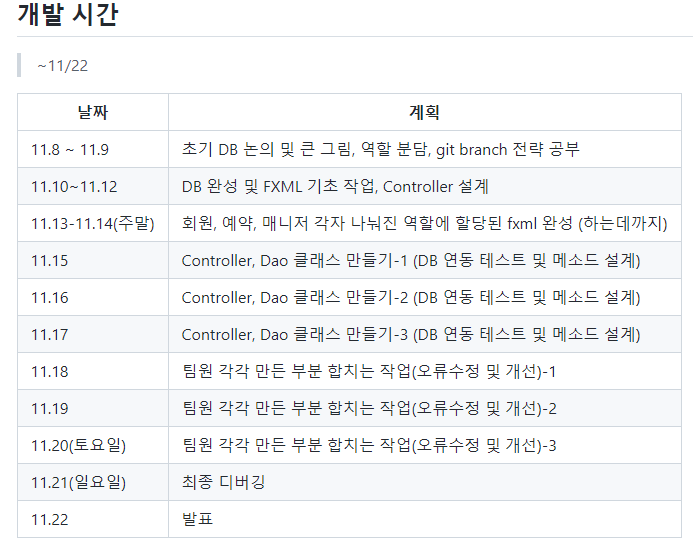 개발 시간
~11/22
날짜 계획
11.8 ~ 11.9 초기 DB 논의 및 큰 그림, 역할 분담, git branch 전략 공부
11.10~11.12 DB 완성 및 FXML 기초 작업, Controller 설계
11.13-11.14(주말) 회원, 예약, 매니저 각자 나눠진 역할에 할당된 fxml 완성 (하는데까지)
11.15 Controller, Dao 클래스 만들기-1 (DB 연동 테스트 및 메소드 설계)
11.16 Controller, Dao 클래스 만들기-2 (DB 연동 테스트 및 메소드 설계)
11.17 Controller, Dao 클래스 만들기-3 (DB 연동 테스트 및 메소드 설계)
11.18 팀원 각각 만든 부분 합치는 작업(오류수정 및 개선)-1
11.19 팀원 각각 만든 부분 합치는 작업(오류수정 및 개선)-2
11.20(토요일) 팀원 각각 만든 부분 합치는 작업(오류수정 및 개선)-3
11.21(일요일) 최종 디버깅
11.22 발표